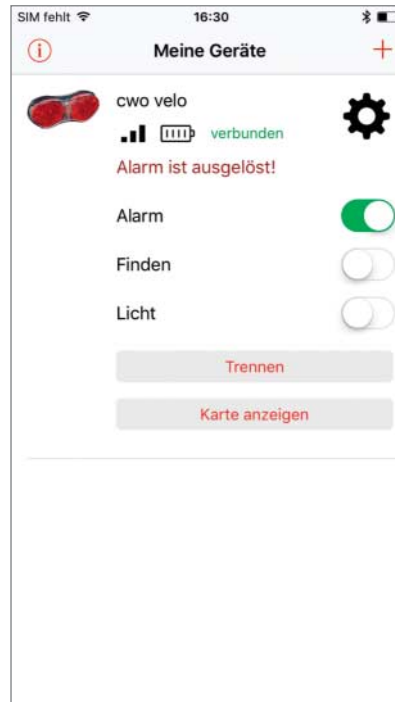 SIM fehlt 16:30
Meine Geräte
cwo velo
verbunden
Alarm ist ausgelöst!
Alarm
Finden
Licht
Trennen
Karte anzeigen